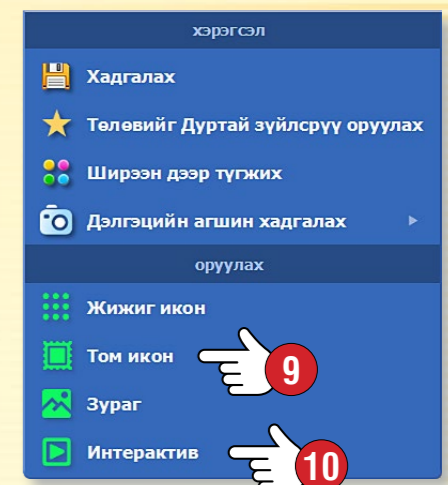 хэрэгсэл
Хадгалах
Төлөвийг Дуртай зүйлсрүү оруулах
Ширээн дээр түгжих
Дэлгэцийн агшин хадгалах
оруулах
Жижиг икон
Том икон
9
Зураг
Интерактив
10